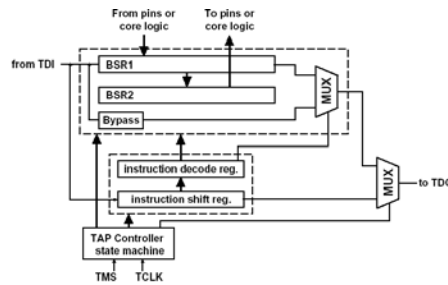 From pins or
core logic
To pins or
core logic
from TDI
BSR1
BSR2
Bypass
MUX
instruction decode reg.
instruction shift reg.
MUX
to TDO
TAP Controller
state machine
TMS
TCLK